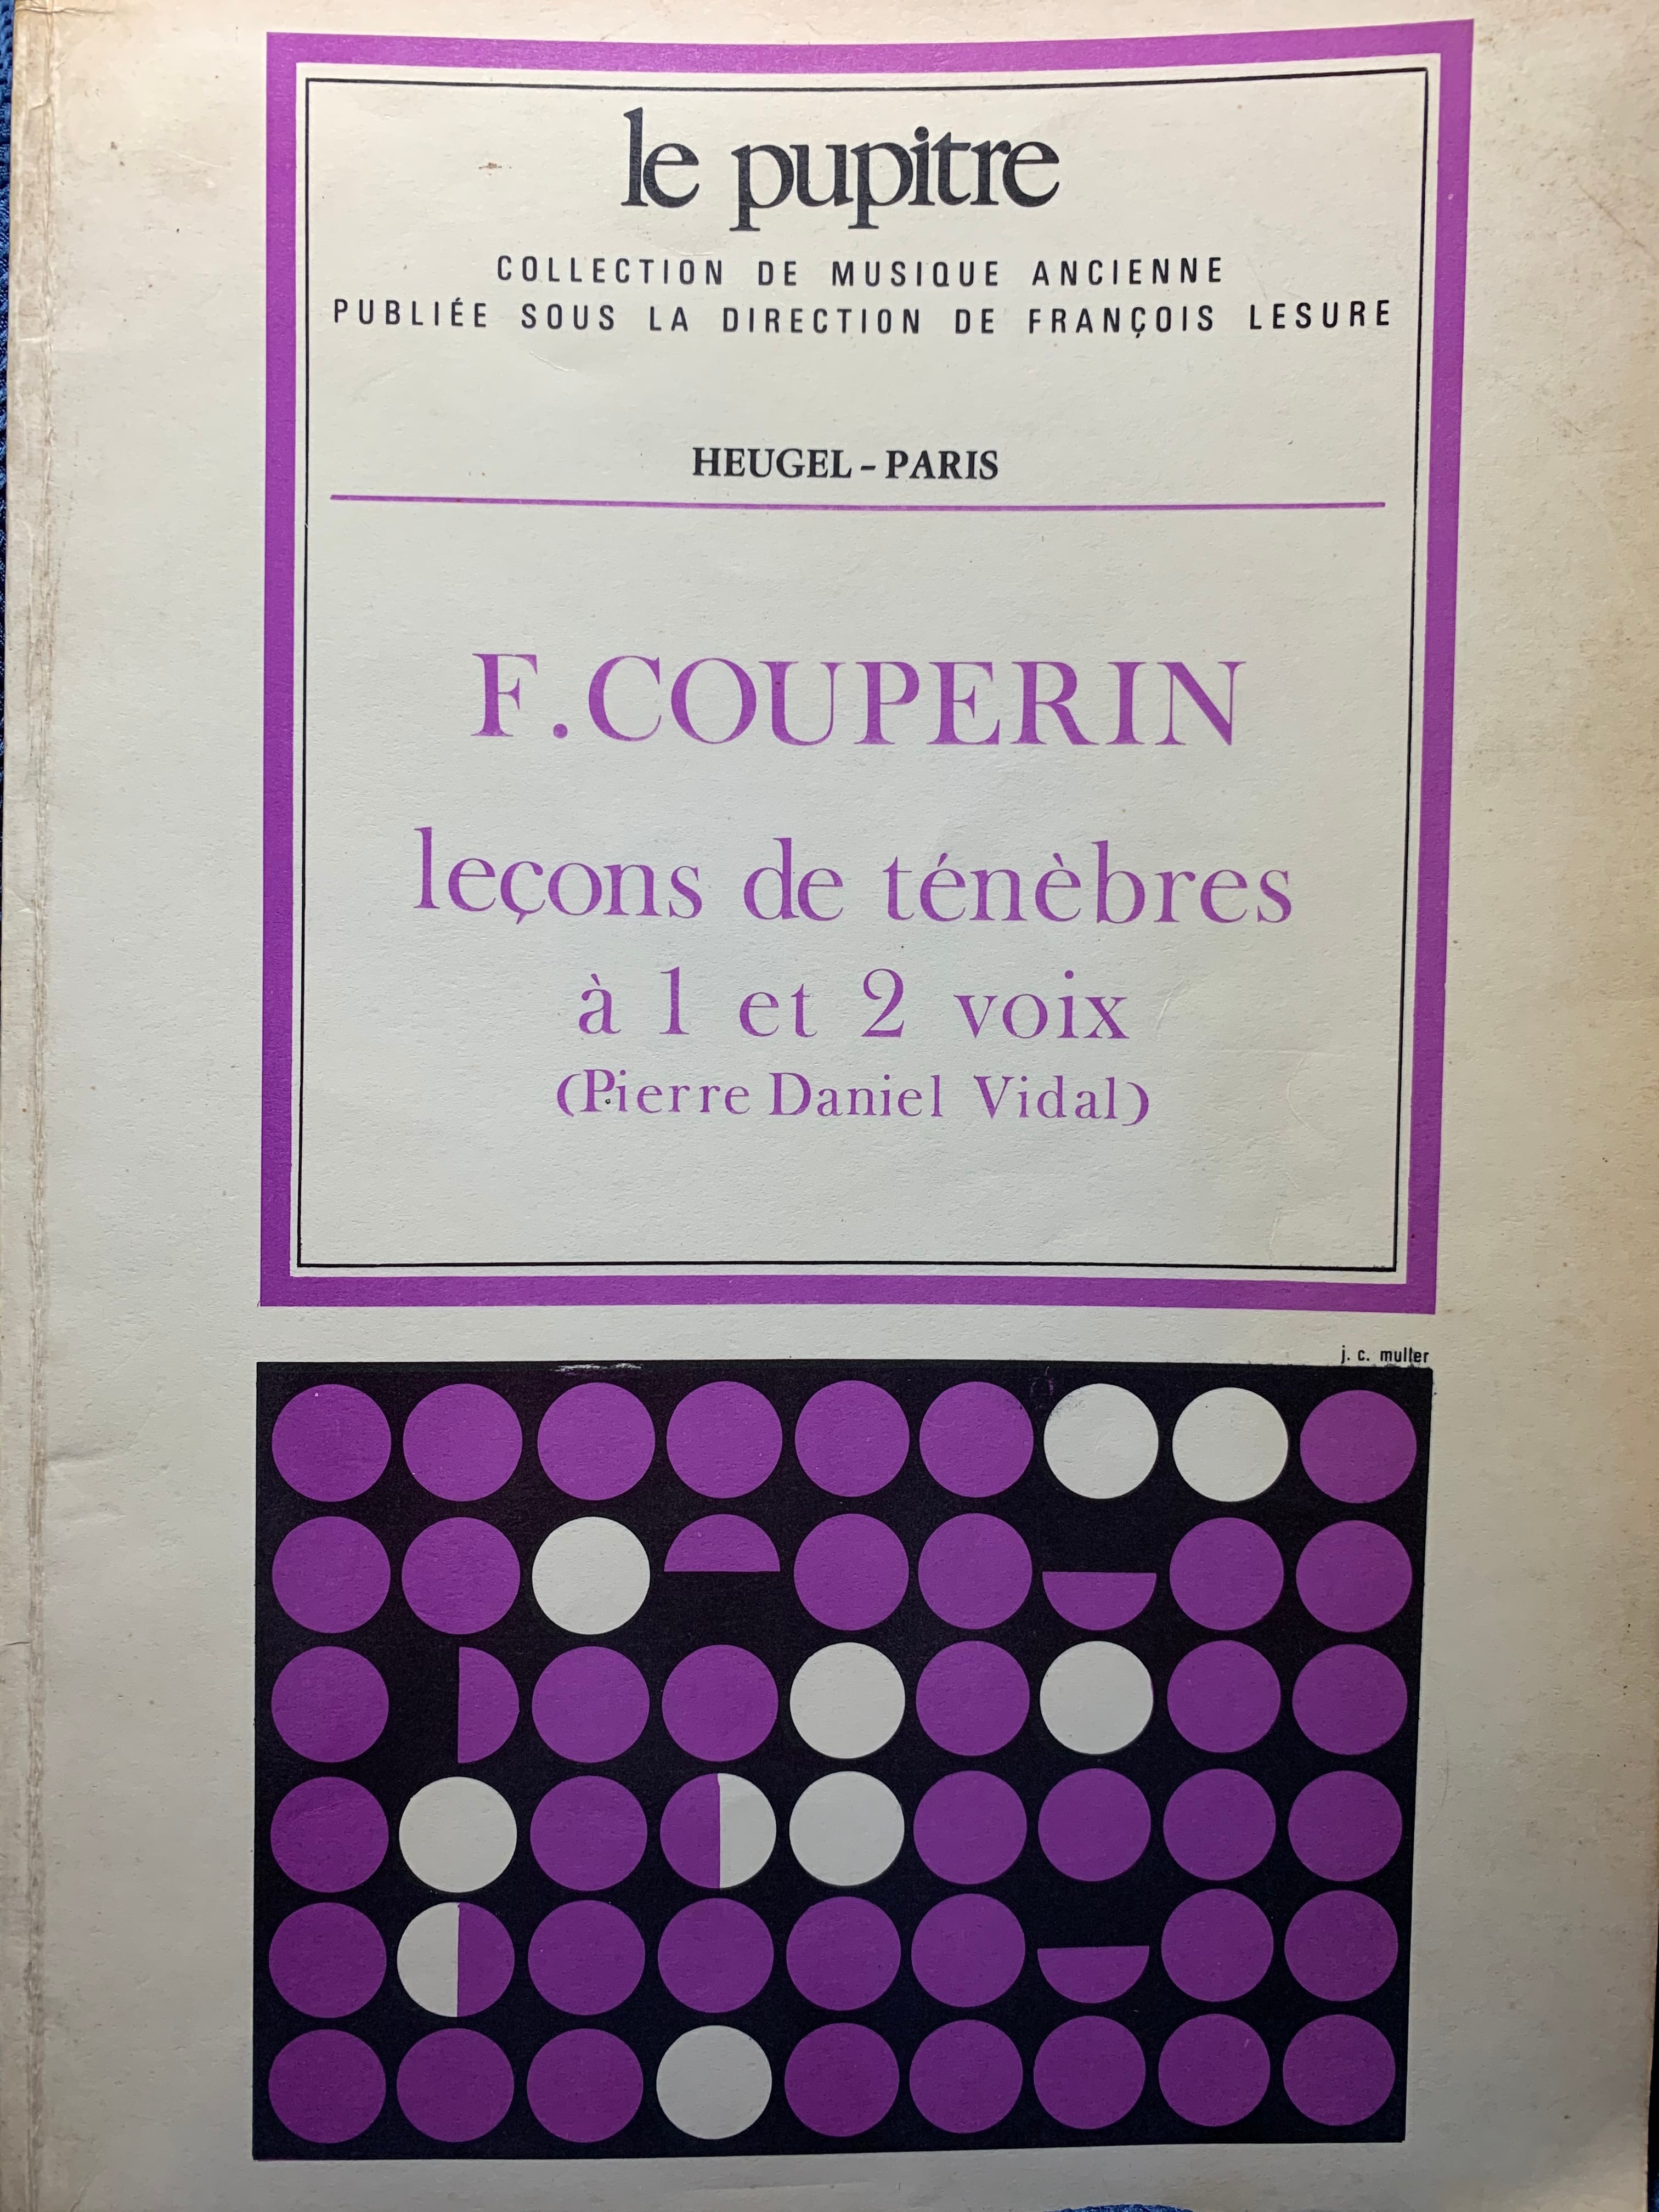 le pupitre
COLLECTION DE MUSIQUE ANCIENNE
PUBLIÉE SOUS LA DIRECTION DE FRANÇOIS LESURE
HEUGEL - PARIS
F. COUPERIN
leçons de ténèbres
à 1 et 2 voix
(Pierre Daniel Vidal)
j. c. muller